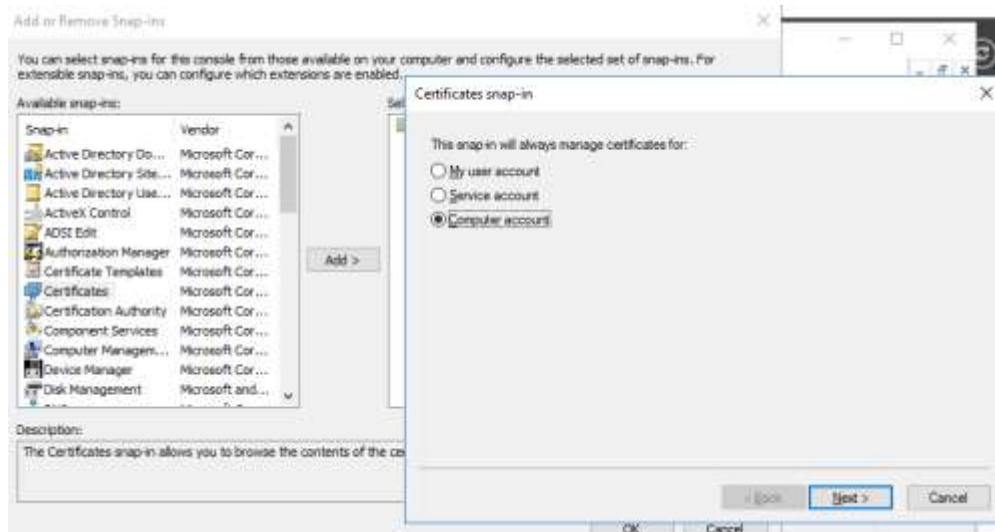 Add or Remove Snap-ins
You can select snap-ins for this console from those available on your computer and configure the selected set of snap-ins. For
extensible snap-ins, you can configure which extensions are enabled.
Available snap-ins:
Sel
Snap-in Vendor
Active Directory Do... Microsoft Cor...
Active Directory Site... Microsoft Cor...
Active Directory Use... Microsoft Cor...
ActiveX Control Microsoft Cor...
ADSI Edit Microsoft Cor...
Authorization Manager Microsoft Cor...
Certificate Templates Microsoft Cor...
Certificates Microsoft Cor...
Certification Authority Microsoft Cor...
Component Services Microsoft Cor...
Computer Managem... Microsoft Cor...
Device Manager Microsoft Cor...
Disk Management Microsoft and...
Add >
Description:
The Certificates snap-in allows you to browse the contents of the ce
OK Cancel
Certificates snap-in
This snap-in will always manage certificates for:
My user account
Service account
Computer account
< Back Next > Cancel